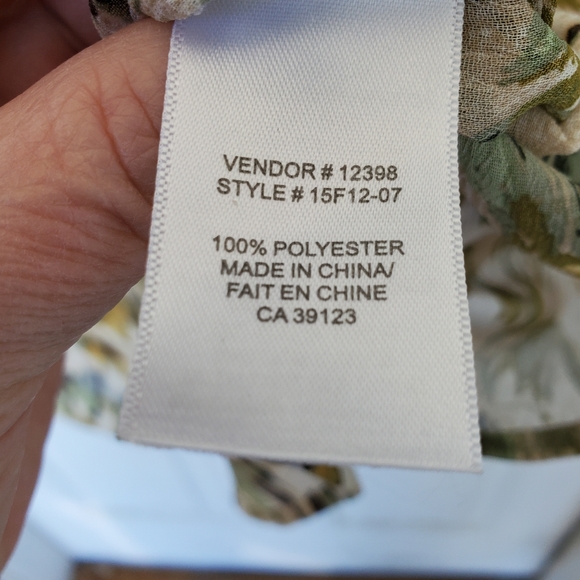 VENDOR # 12398
STYLE # 15F12-07
100% POLYESTER
MADE IN CHINA/
FAIT EN CHINE
CA 39123